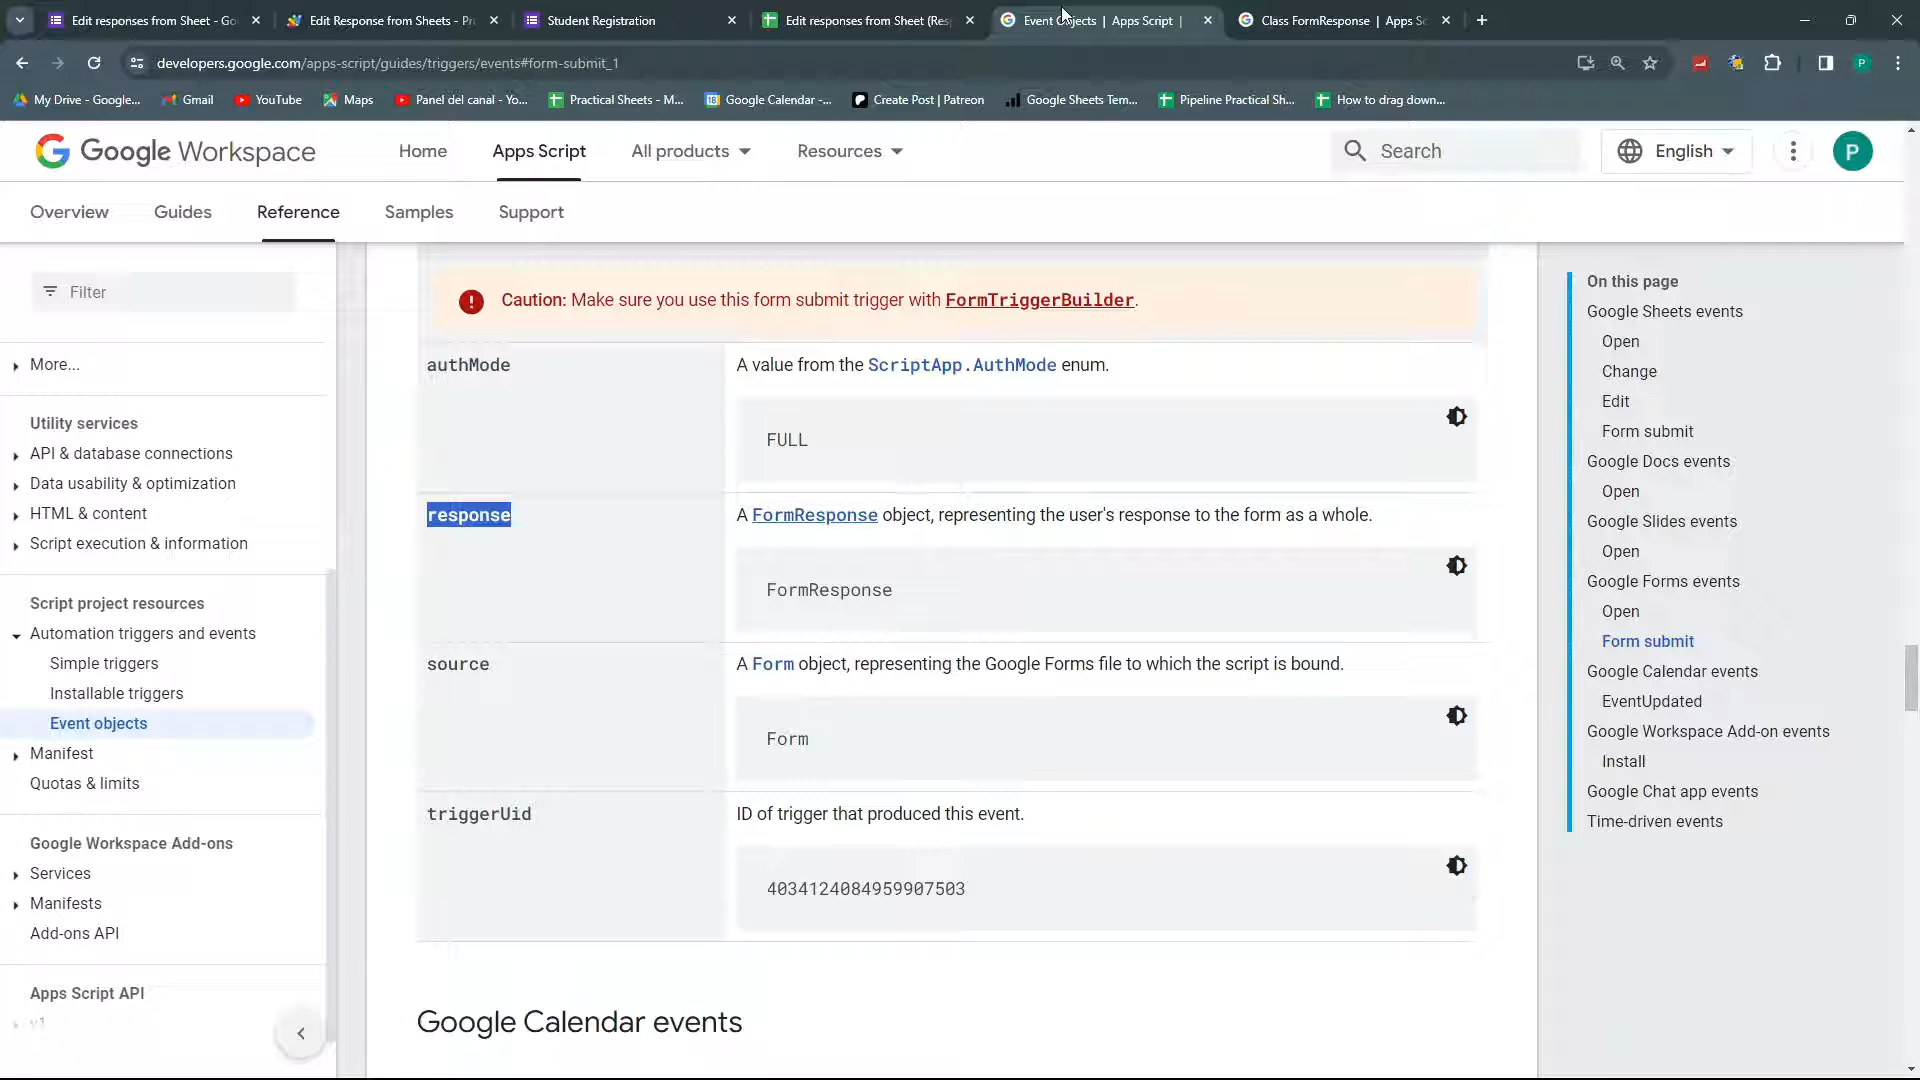 Edit responses from Sheet - Go
Edit Response from Sheets - Pr
Student Registration
Edit responses from Sheet (Res
Event Objects | Apps Script |
Class FormResponse | Apps Sc
developers.google.com/apps-script/guides/triggers/events#form-submit_1
P
My Drive - Google...
Gmail
YouTube
Maps
Panel del canal - Yo...
Practical Sheets - M...
Google Calendar -...
Create Post | Patreon
Google Sheets Tem...
Pipeline Practical Sh...
How to drag down...
Google Workspace
Home
Apps Script
All products
Resources
Search
English
P
Overview
Guides
Reference
Samples
Support
Filter
More...
Utility services
API & database connections
Data usability & optimization
HTML & content
Script execution & information
Script project resources
Automation triggers and events
Simple triggers
Installable triggers
Event objects
Manifest
Quotas & limits
Google Workspace Add-ons
Services
Manifests
Add-ons API
Apps Script API
v1
Caution: Make sure you use this form submit trigger with FormTriggerBuilder.
authMode
A value from the ScriptApp.AuthMode enum.
FULL
response
A FormResponse object, representing the user's response to the form as a whole.
FormResponse
source
A Form object, representing the Google Forms file to which the script is bound.
Form
triggerUid
ID of trigger that produced this event.
4034124084959907503
Google Calendar events
On this page
Google Sheets events
Open
Change
Edit
Form submit
Google Docs events
Open
Google Slides events
Open
Google Forms events
Open
Form submit
Google Calendar events
EventUpdated
Google Workspace Add-on events
Install
Google Chat app events
Time-driven events